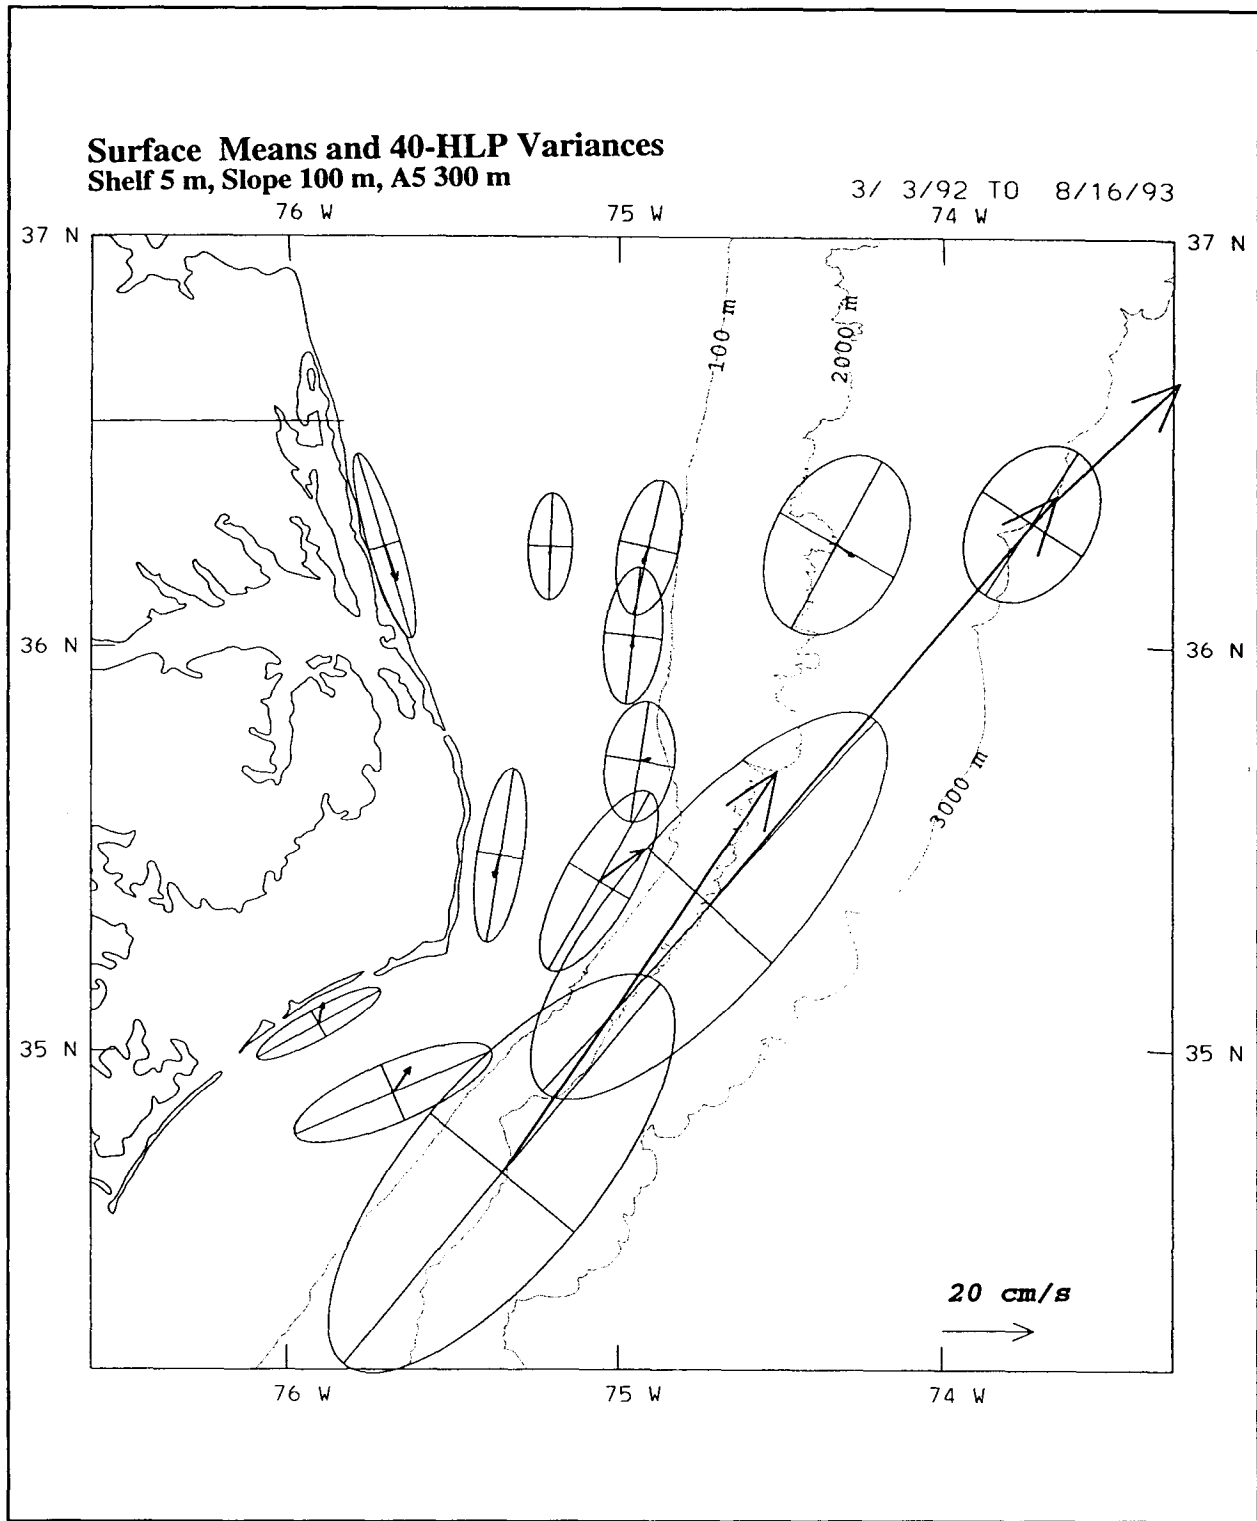 Surface Means and 40-HLP Variances
Shelf 5 m, Slope 100 m, A5 300 m
3/ 3/92 TO 8/16/93
76 W 75 W 74 W
37 N 37 N
100 m
2000 m
36 N 36 N
3000 m
35 N 35 N
20 cm/s
76 W 75 W 74 W